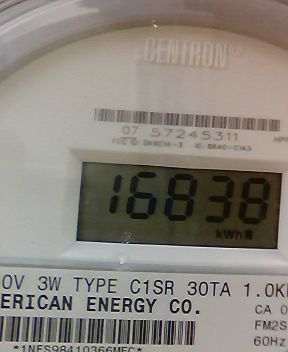 CENTRON®
07 57245311
16838
kWh
0V 3W TYPE C1SR 30TA 1.0K
ERICAN ENERGY CO.
CA 0
FM2S
60Hz
*1NES98410366MEC*